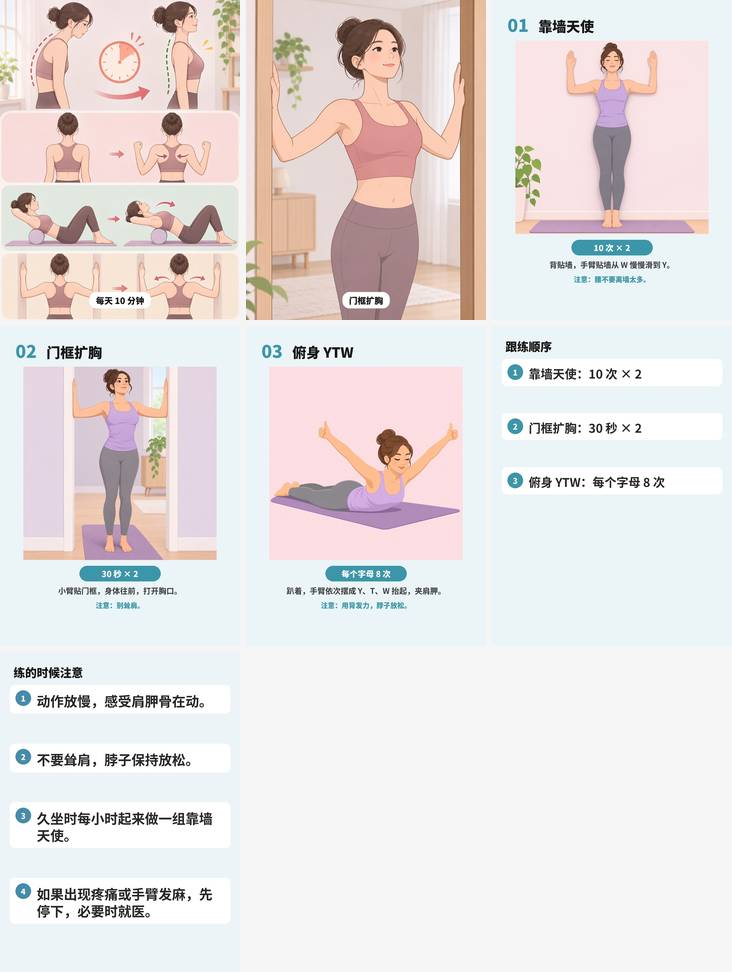 每天 10 分钟
门框扩胸
01 靠墙天使
10 次 × 2
背贴墙，手臂贴墙从 W 慢慢滑到 Y。
注意：腰不要离墙太多。
02 门框扩胸
30 秒 × 2
小臂贴门框，身体往前，打开胸口。
注意：别耸肩。
03 俯身 YTW
每个字母 8 次
趴着，手臂依次摆成 Y、T、W 抬起，夹肩胛。
注意：用背发力，脖子放松。
跟练顺序
1 靠墙天使：10 次 × 2
2 门框扩胸：30 秒 × 2
3 俯身 YTW：每个字母 8 次
练的时候注意
1 动作放慢，感受肩胛骨在动。
2 不要耸肩，脖子保持放松。
3 久坐时每小时起来做一组靠墙
天使。
4 如果出现疼痛或手臂发麻，先
停下，必要时就医。